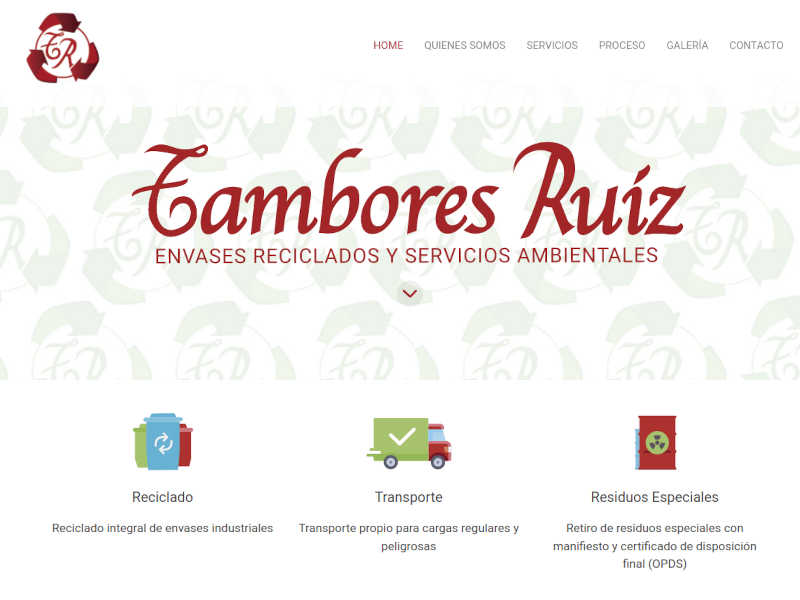 TR
HOME QUIENES SOMOS SERVICIOS PROCESO GALERÍA CONTACTO
Tambores Ruíz
ENVASES RECICLADOS Y SERVICIOS AMBIENTALES
Reciclado
Reciclado integral de envases industriales
Transporte
Transporte propio para cargas regulares y
peligrosas
Residuos Especiales
Retiro de residuos especiales con
manifiesto y certificado de disposición
final (OPDS)